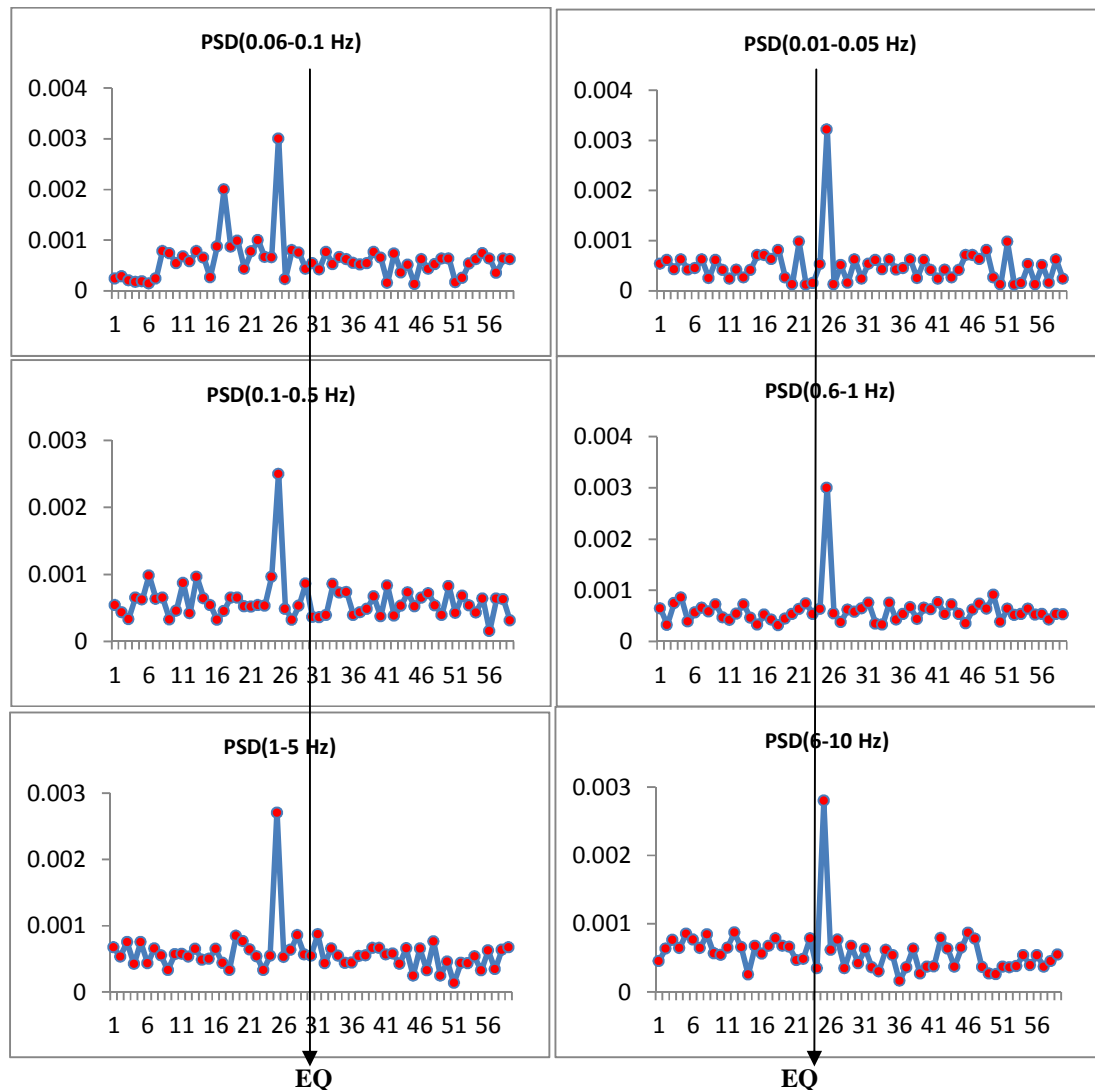 PSD(0.06-0.1 Hz)
0.004
0.003
0.002
0.001
0
1 6 11 16 21 26 31 36 41 46 51 56
PSD(0.01-0.05 Hz)
0.004
0.003
0.002
0.001
0
1 6 11 16 21 26 31 36 41 46 51 56
PSD(0.1-0.5 Hz)
0.003
0.002
0.001
0
1 6 11 16 21 26 31 36 41 46 51 56
PSD(0.6-1 Hz)
0.004
0.003
0.002
0.001
0
1 6 11 16 21 26 31 36 41 46 51 56
PSD(1-5 Hz)
0.003
0.002
0.001
0
1 6 11 16 21 26 31 36 41 46 51 56
PSD(6-10 Hz)
0.003
0.002
0.001
0
1 6 11 16 21 26 31 36 41 46 51 56
EQ
EQ